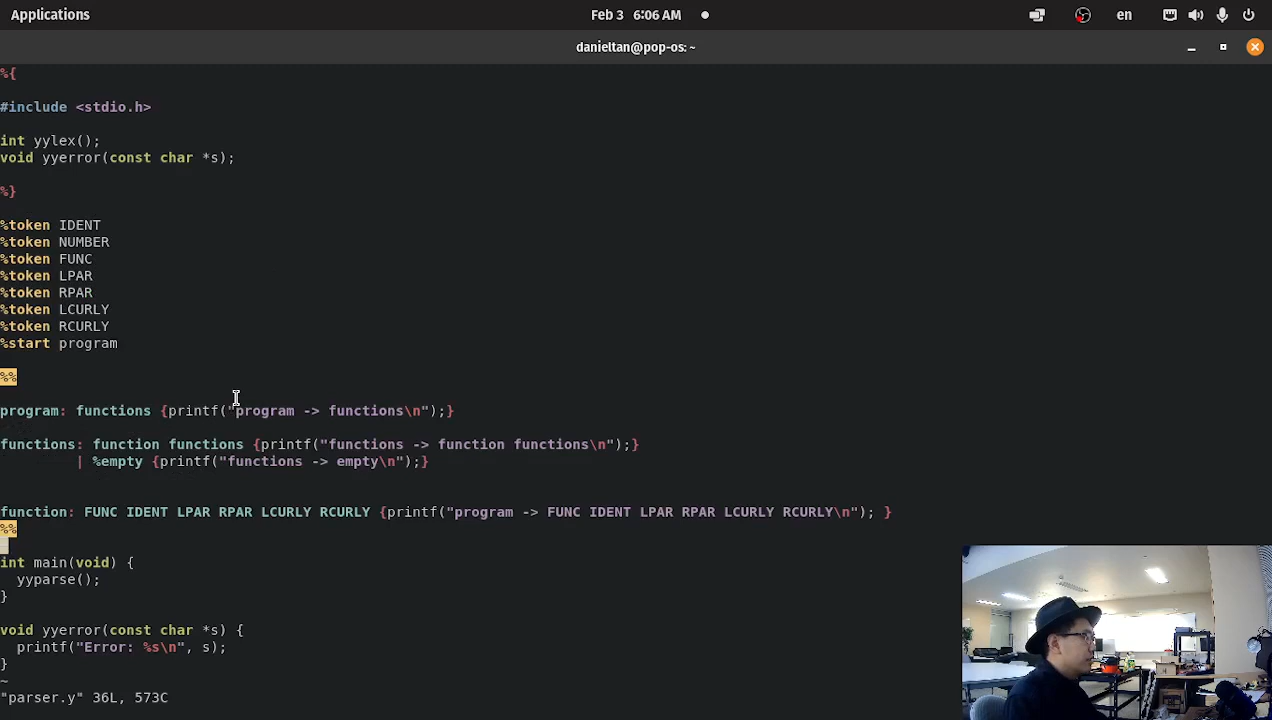 Applications
Feb 3 6:06 AM
en
danieltan@pop-os: ~
%{
#include <stdio.h>
int yylex();
void yyerror(const char *s);
%}
%token IDENT
%token NUMBER
%token FUNC
%token LPAR
%token RPAR
%token LCURLY
%token RCURLY
%start program
%%
program: functions {printf("program -> functions\n");}
functions: function functions {printf("functions -> function functions\n");}
| %empty {printf("functions -> empty\n");}
function: FUNC IDENT LPAR RPAR LCURLY RCURLY {printf("program -> FUNC IDENT LPAR RPAR LCURLY RCURLY\n"); }
%%
int main(void) {
yyparse();
}
void yyerror(const char *s) {
printf("Error: %s\n", s);
}
~
"parser.y" 36L, 573C